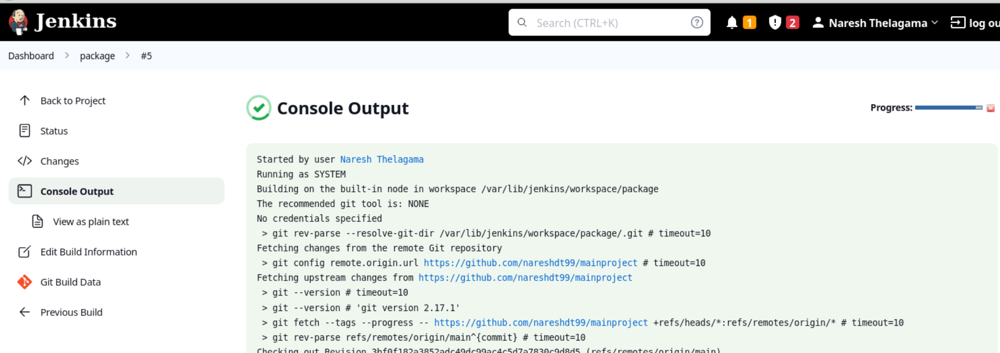 Jenkins
Search (CTRL+K)
1
2
Naresh Thelagama
log ou
Dashboard > package > #5
Back to Project
Status
Changes
Console Output
View as plain text
Edit Build Information
Git Build Data
Previous Build
Console Output
Progress:
Started by user Naresh Thelagama
Running as SYSTEM
Building on the built-in node in workspace /var/lib/jenkins/workspace/package
The recommended git tool is: NONE
No credentials specified
> git rev-parse --resolve-git-dir /var/lib/jenkins/workspace/package/.git # timeout=10
Fetching changes from the remote Git repository
> git config remote.origin.url https://github.com/nareshdt99/mainproject # timeout=10
Fetching upstream changes from https://github.com/nareshdt99/mainproject
> git --version # timeout=10
> git --version # 'git version 2.17.1'
> git fetch --tags --progress -- https://github.com/nareshdt99/mainproject +refs/heads/*:refs/remotes/origin/* # timeout=10
> git rev-parse refs/remotes/origin/main^{commit} # timeout=10
Checking out Revision 3bf0f182a3852adc49dc99ac4c5d7a7830c9d8d5 (refs/remotes/origin/main)